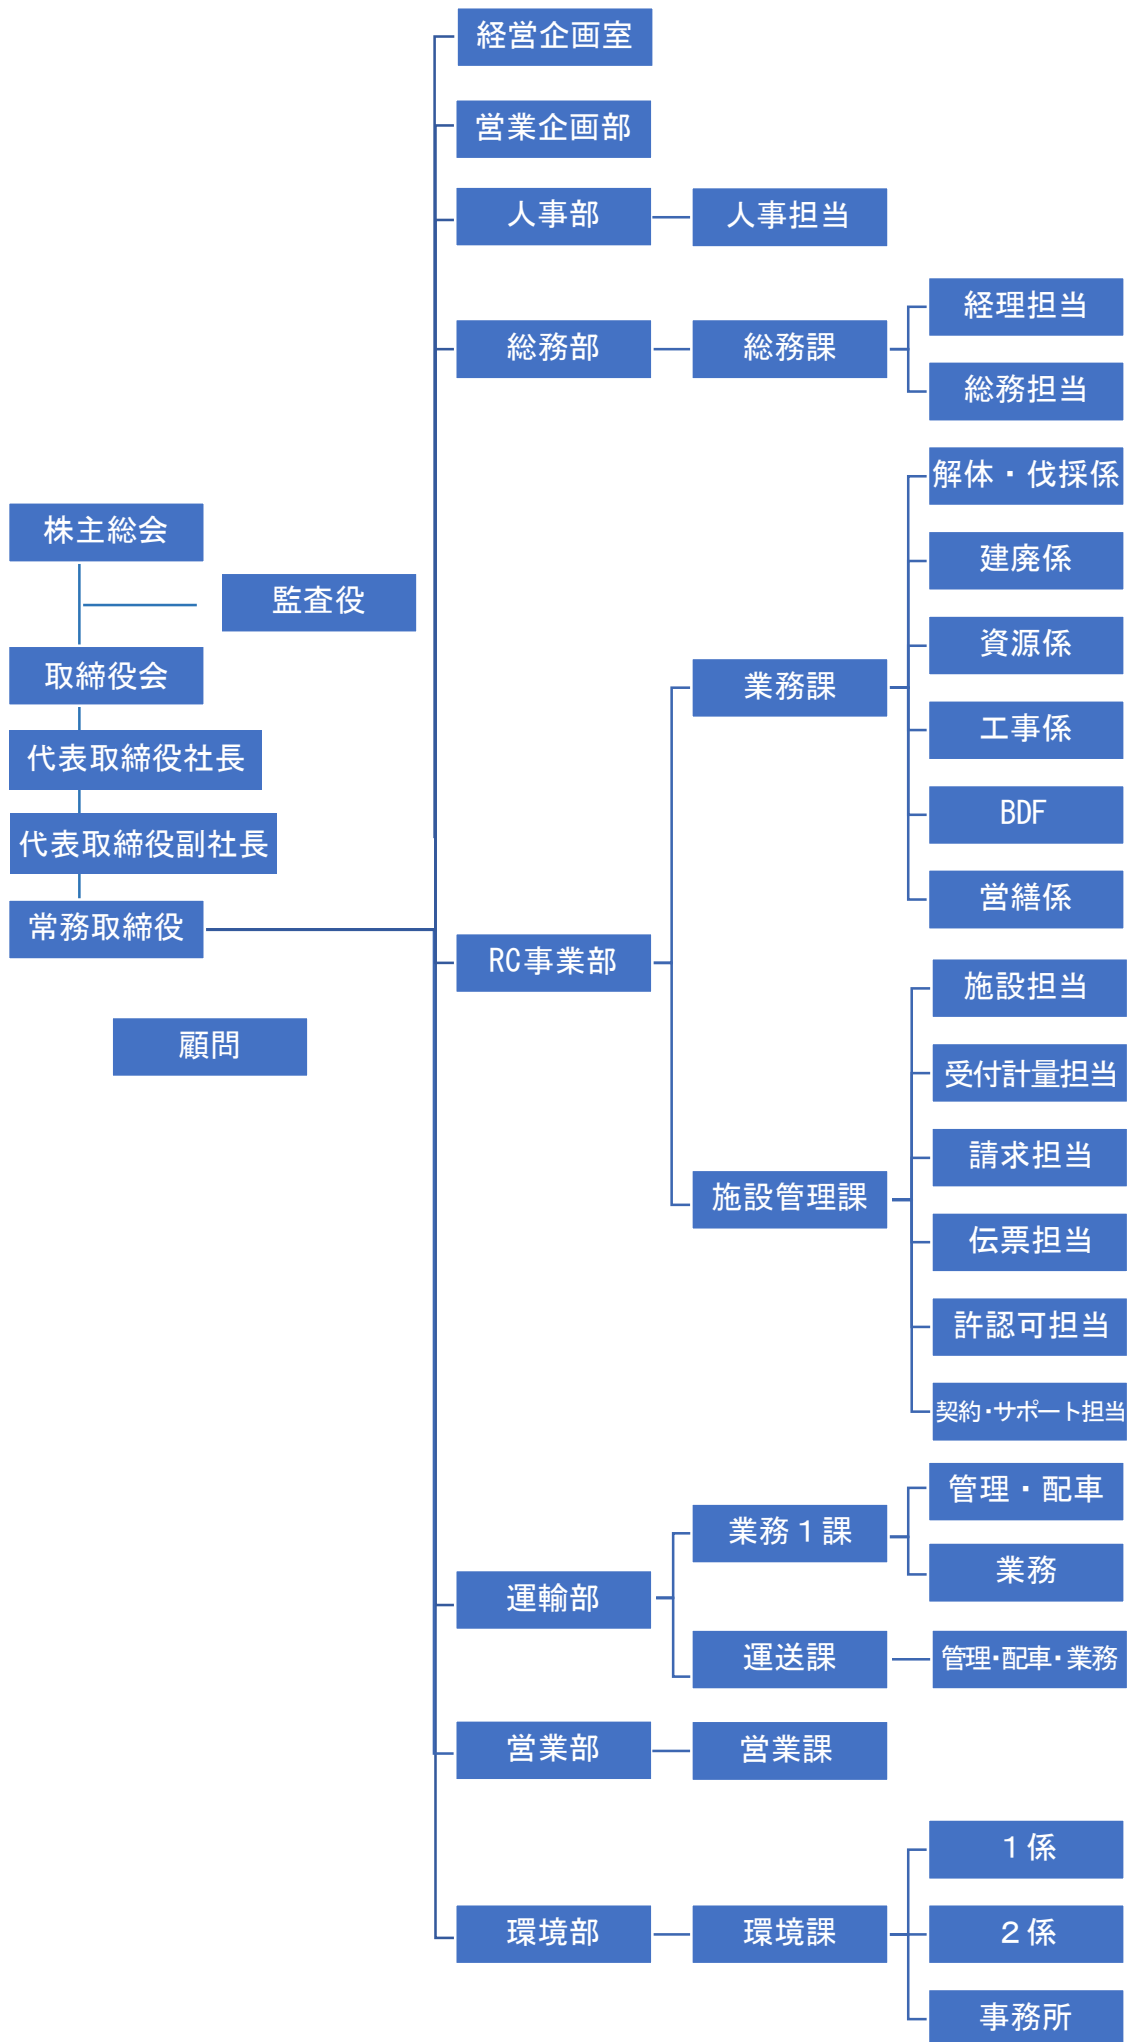 経営企画室
営業企画部
人事部
人事担当
総務部
総務課
経理担当
総務担当
株主総会
監査役
取締役会
代表取締役社長
代表取締役副社長
常務取締役
顧問
RC事業部
業務課
解体・伐採係
建廃係
資源係
工事係
BDF
営繕係
施設管理課
施設担当
受付計量担当
請求担当
伝票担当
許認可担当
契約・サポート担当
運輸部
業務１課
管理・配車
業務
運送課
管理・配車・業務
営業部
営業課
環境部
環境課
１係
２係
事務所